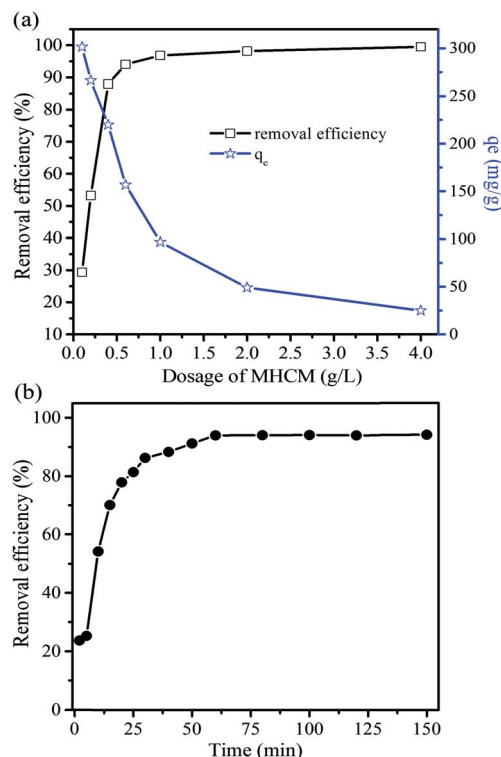 (a)
100
90
80
70
60
50
40
30
20
10
Removal efficiency (%)
removal efficiency
qe
300
250
200
150
100
50
0
qe (mg/g)
0.0 0.5 1.0 1.5 2.0 2.5 3.0 3.5 4.0
Dosage of MHCM (g/L)
(b)
100
80
60
40
20
0
Removal efficiency (%)
0 25 50 75 100 125 150
Time (min)